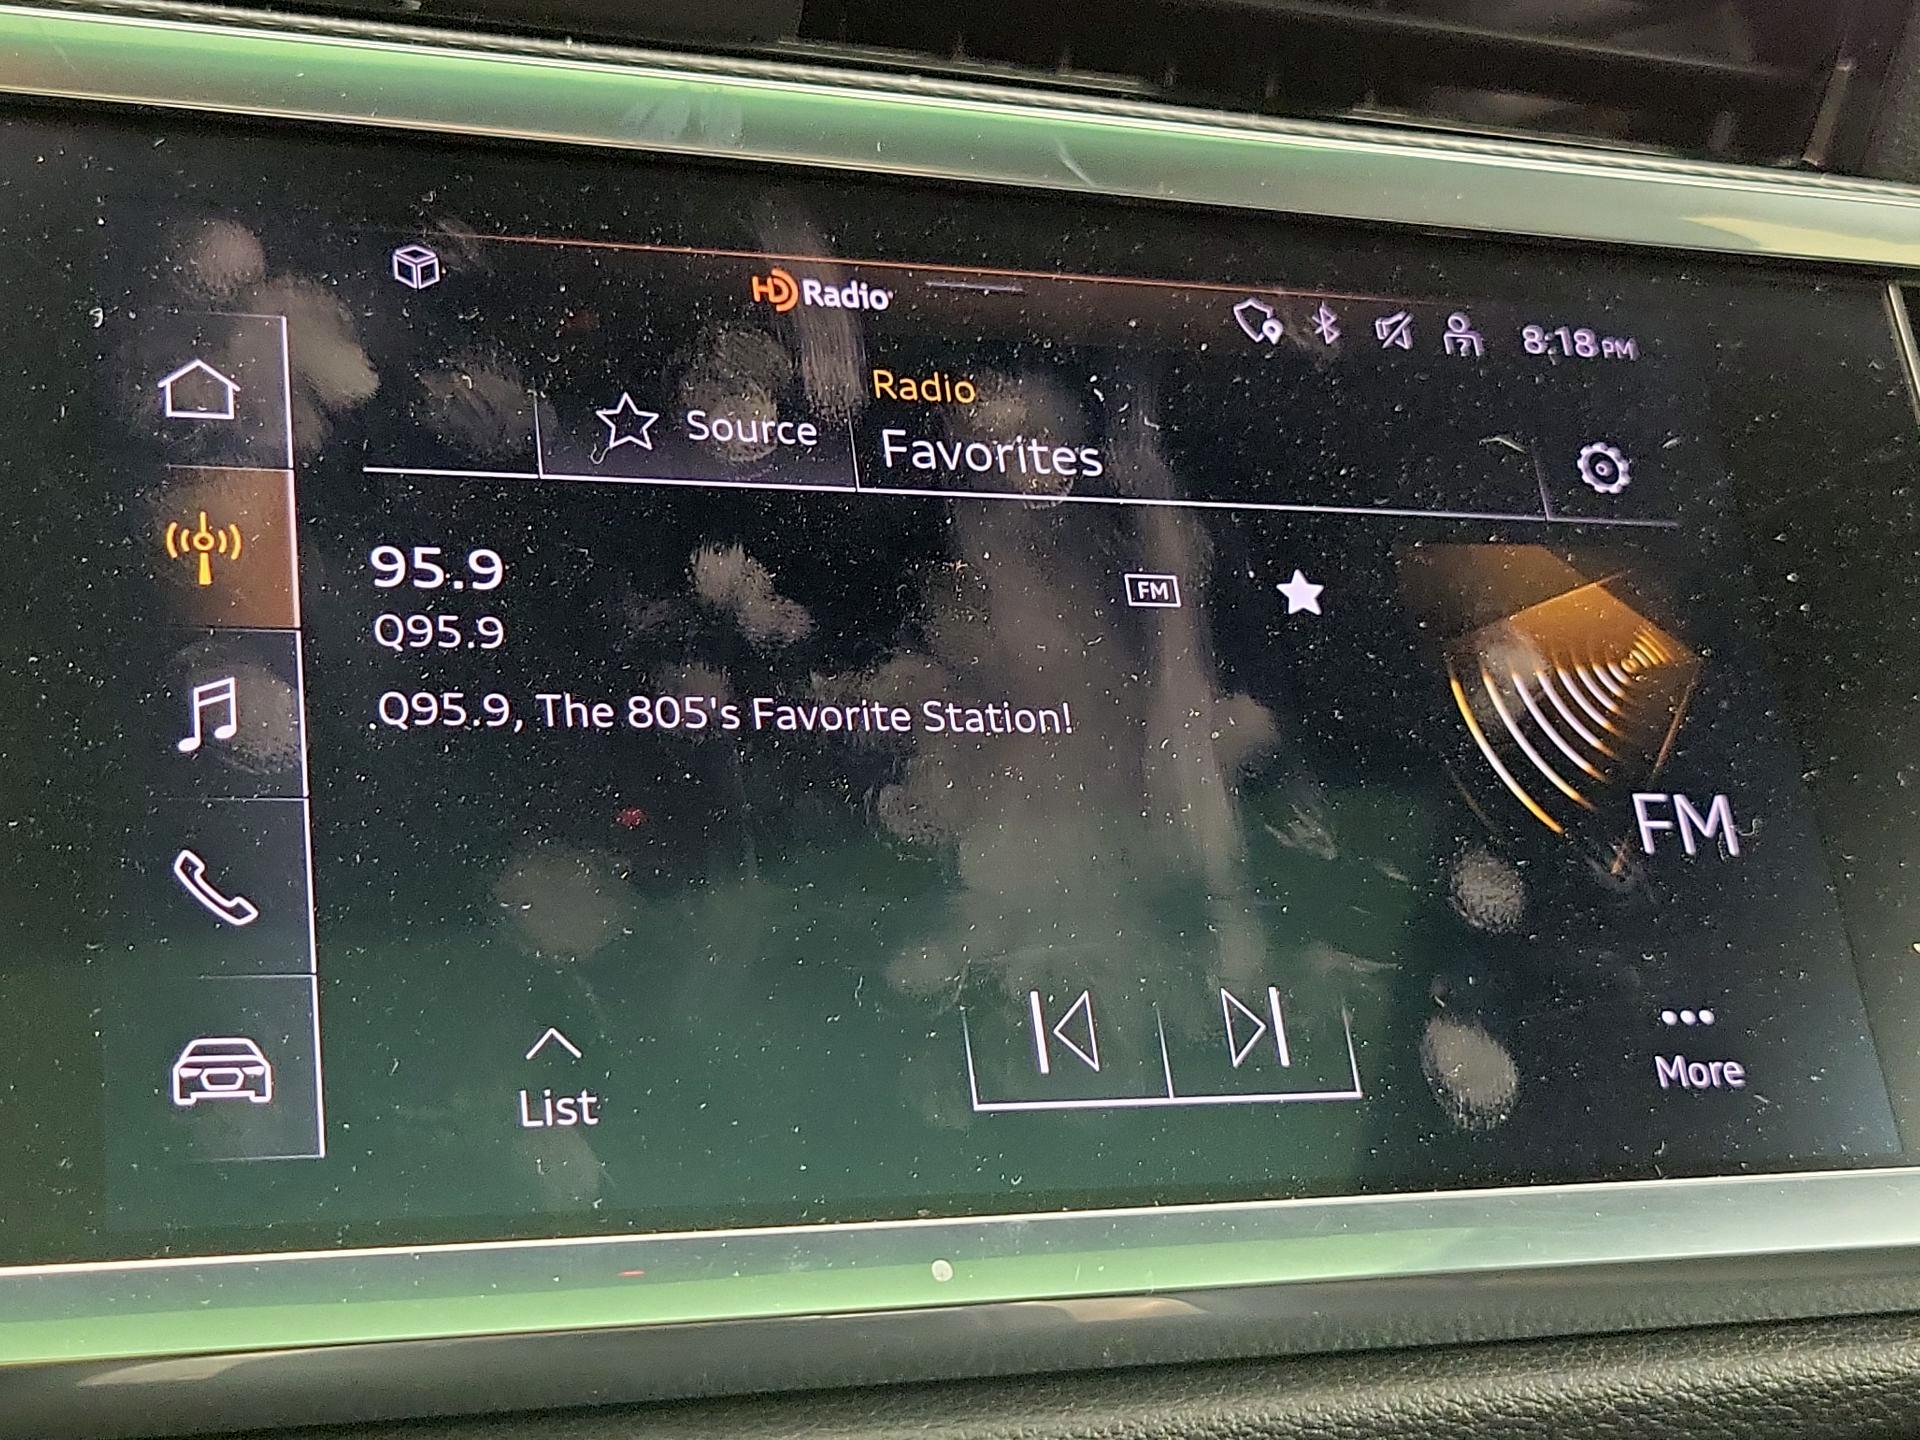 HD Radio
8:18 PM
Radio
Source
Favorites
95.9
FM
Q95.9
.Q95.9, The 805's Favorite Station!
FM
List
More